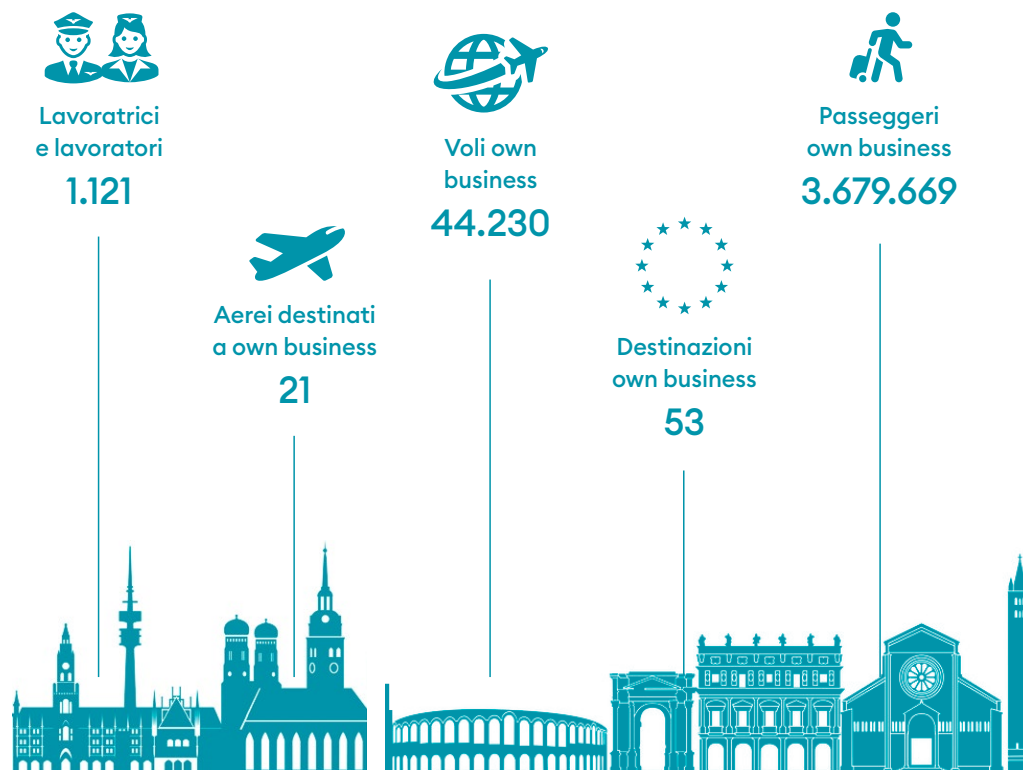 Lavoratrici
e lavoratori
1.121
Aerei destinati
a own business
21
Voli own
business
44.230
Destinazioni
own business
53
Passeggeri
own business
3.679.669